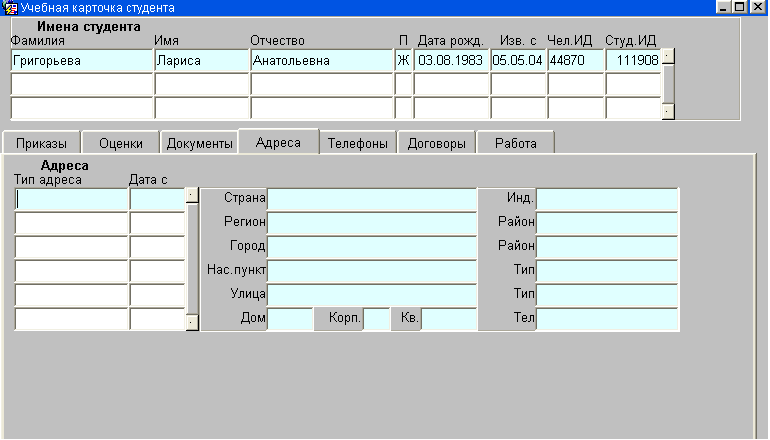 Учебная карточка студента
Имена студента
Фамилия Имя Отчество П Дата рожд. Изв. с Чел.ИД Студ.ИД
Григорьева Лариса Анатольевна Ж 03.08.1983 05.05.04 44870 111908
Приказы Оценки Документы Адреса Телефоны Договоры Работа
Адреса
Тип адреса Дата с
Страна Инд.
Регион Район
Город Район
Нас.пункт Тип
Улица Тип
Дом Корп. Кв. Тел